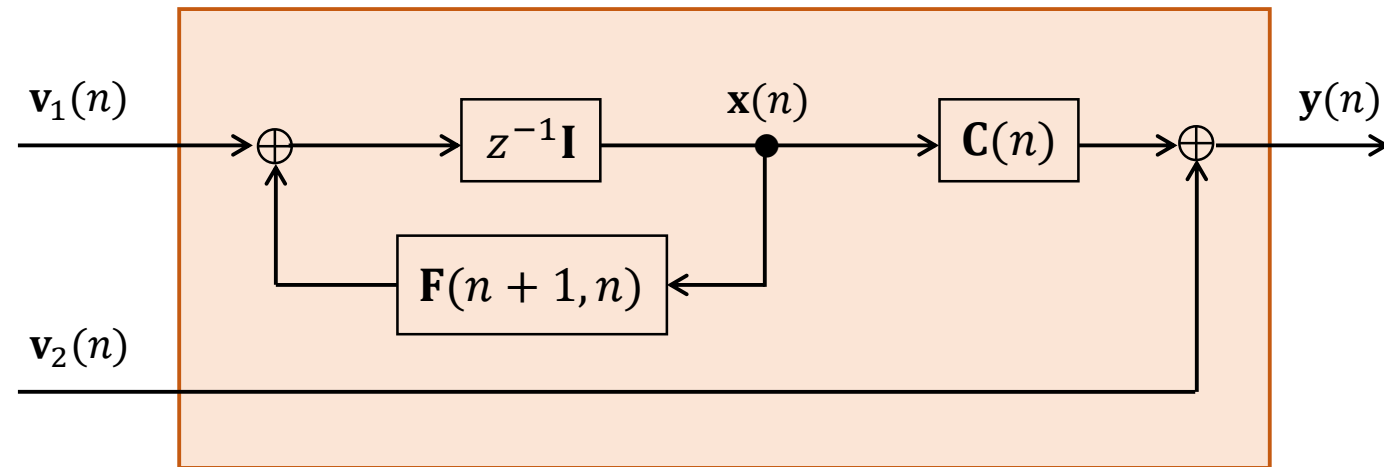 𝐯₁(𝑛)
𝑧⁻¹𝐈
𝐱(𝑛)
𝐂(𝑛)
𝐲(𝑛)
𝐅(𝑛 + 1, 𝑛)
𝐯₂(𝑛)